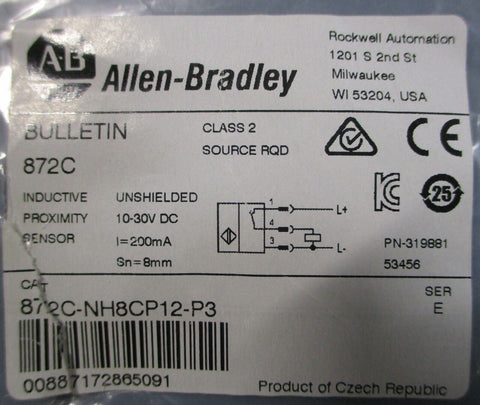 AB
Allen-Bradley
Rockwell Automation
1201 S 2nd St
Milwaukee
WI 53204, USA
BULLETIN
872C
CLASS 2
SOURCE RQD
CE
INDUCTIVE
PROXIMITY
SENSOR
UNSHIELDED
10-30V DC
I=200mA
Sn=8mm
1
4
3
L+
L-
25
PN-319881
53456
CAT
872C-NH8CP12-P3
SER
E
00887172865091
Product of Czech Republic